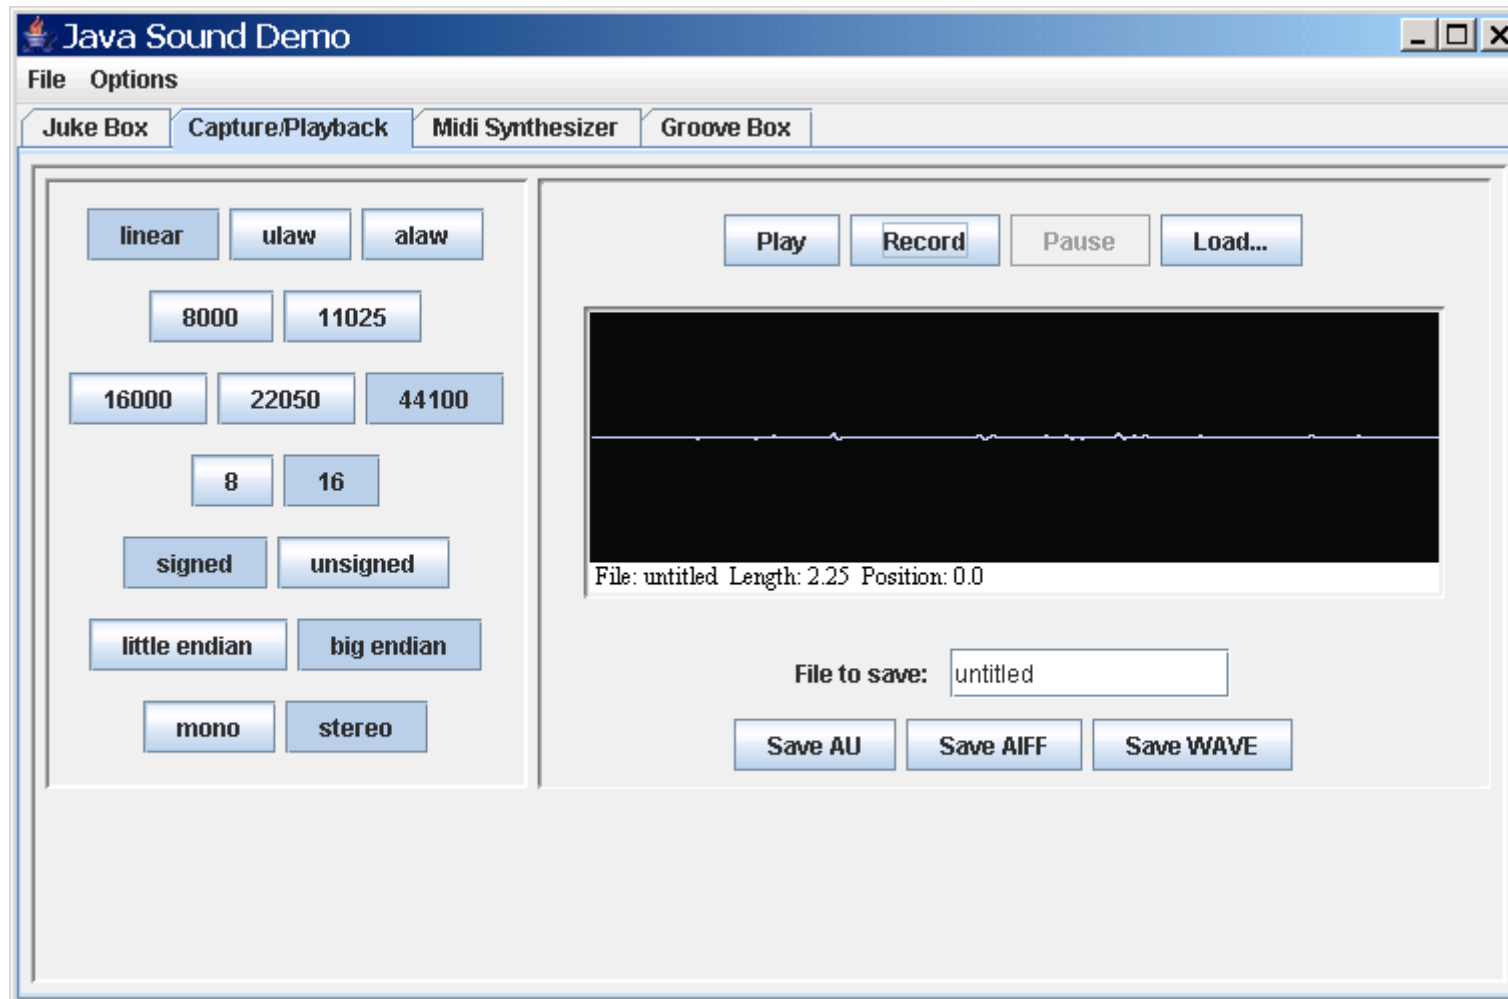 Java Sound Demo
File Options
Juke Box Capture/Playback Midi Synthesizer Groove Box
linear ulaw alaw
8000 11025
16000 22050 44100
8 16
signed unsigned
little endian big endian
mono stereo
Play Record Pause Load...
File: untitled Length: 2.25 Position: 0.0
File to save: untitled
Save AU Save AIFF Save WAVE